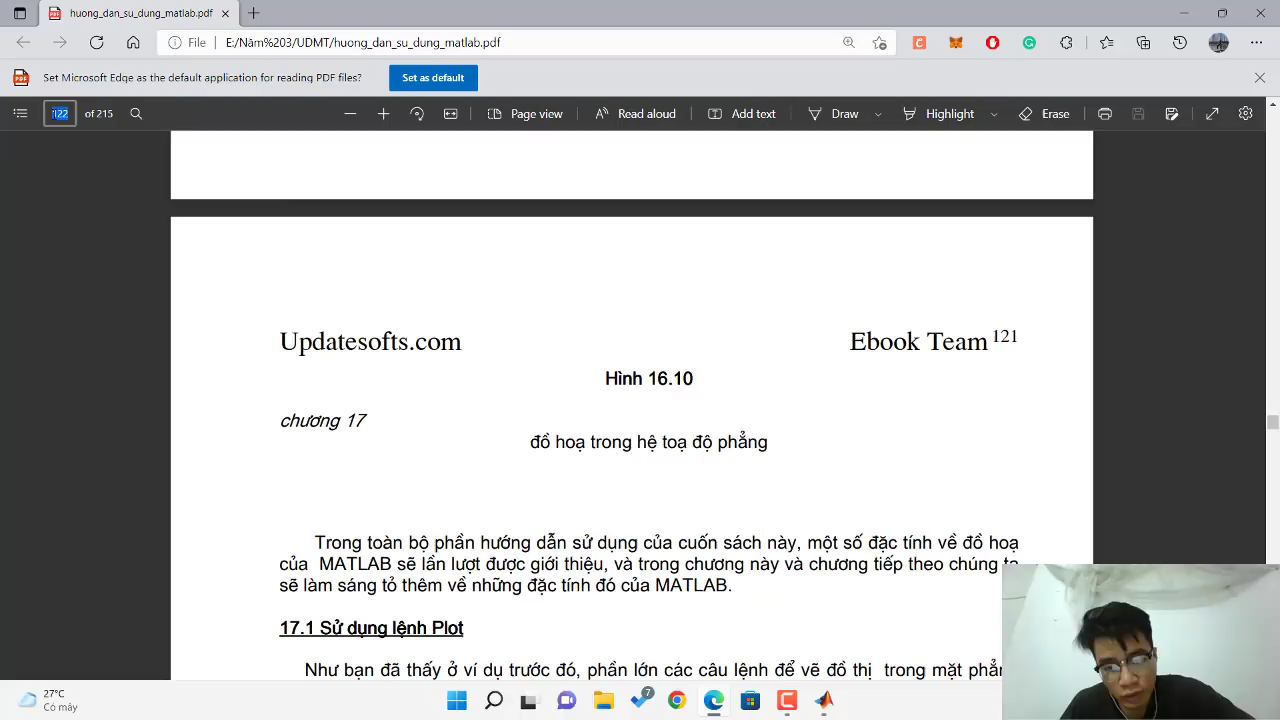 huong_dan_su_dung_matlab.pdf
File
E:/Năm%203/UDMT/huong_dan_su_dung_matlab.pdf
Set Microsoft Edge as the default application for reading PDF files?
Set as default
122 of 215
Page view
Read aloud
Add text
Draw
Highlight
Erase
Updatesofts.com
Ebook Team 121
Hình 16.10
chương 17
đồ hoạ trong hệ toạ độ phẳng
Trong toàn bộ phần hướng dẫn sử dụng của cuốn sách này, một số đặc tính về đồ hoạ
của MATLAB sẽ lần lượt được giới thiệu, và trong chương này và chương tiếp theo chúng ta
sẽ làm sáng tỏ thêm về những đặc tính đó của MATLAB.
17.1 Sử dụng lệnh Plot
Như bạn đã thấy ở ví dụ trước đó, phần lớn các câu lệnh để vẽ đồ thị trong mặt phẳng
27°C
Có mây
7